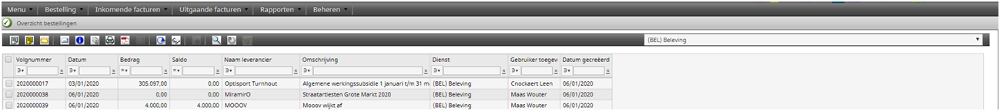 Menu Bestelling Inkomende facturen Uitgaande facturen Rapporten Beheren
Overzicht bestellingen
(BEL) Beleving
Volgnummer Datum Bedrag Saldo Naam leverancier Omschrijving Dienst Gebruiker toegev Datum gecreëerd
2020000017 03/01/2020 305.097,00 0,00 Optisport Turnhout Algemene werkingssubsidie 1 januari t/m 31 m (BEL) Beleving Cnockaert Leen 06/01/2020
2020000038 06/01/2020 0,00 0,00 MiramirO Straatartiesten Grote Markt 2020 (BEL) Beleving Maas Wouter 06/01/2020
2020000039 06/01/2020 4.000,00 4.000,00 MOOOV Mooov wijkt af (BEL) Beleving Maas Wouter 06/01/2020